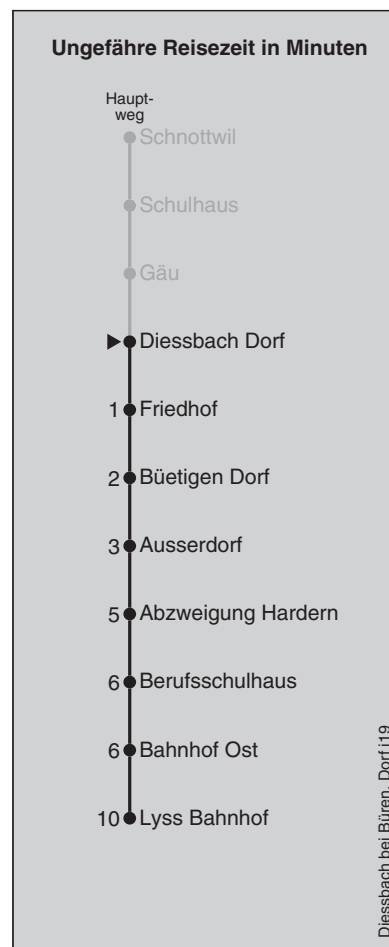 Ungefähre Reisezeit in Minuten
Haupt-
weg
Schnottwil
Schulhaus
Gäu
Diessbach Dorf
1 Friedhof
2 Büetigen Dorf
3 Ausserdorf
5 Abzweigung Hardern
6 Berufsschulhaus
6 Bahnhof Ost
10 Lyss Bahnhof
Diessbach bei Büren, Dorf j19